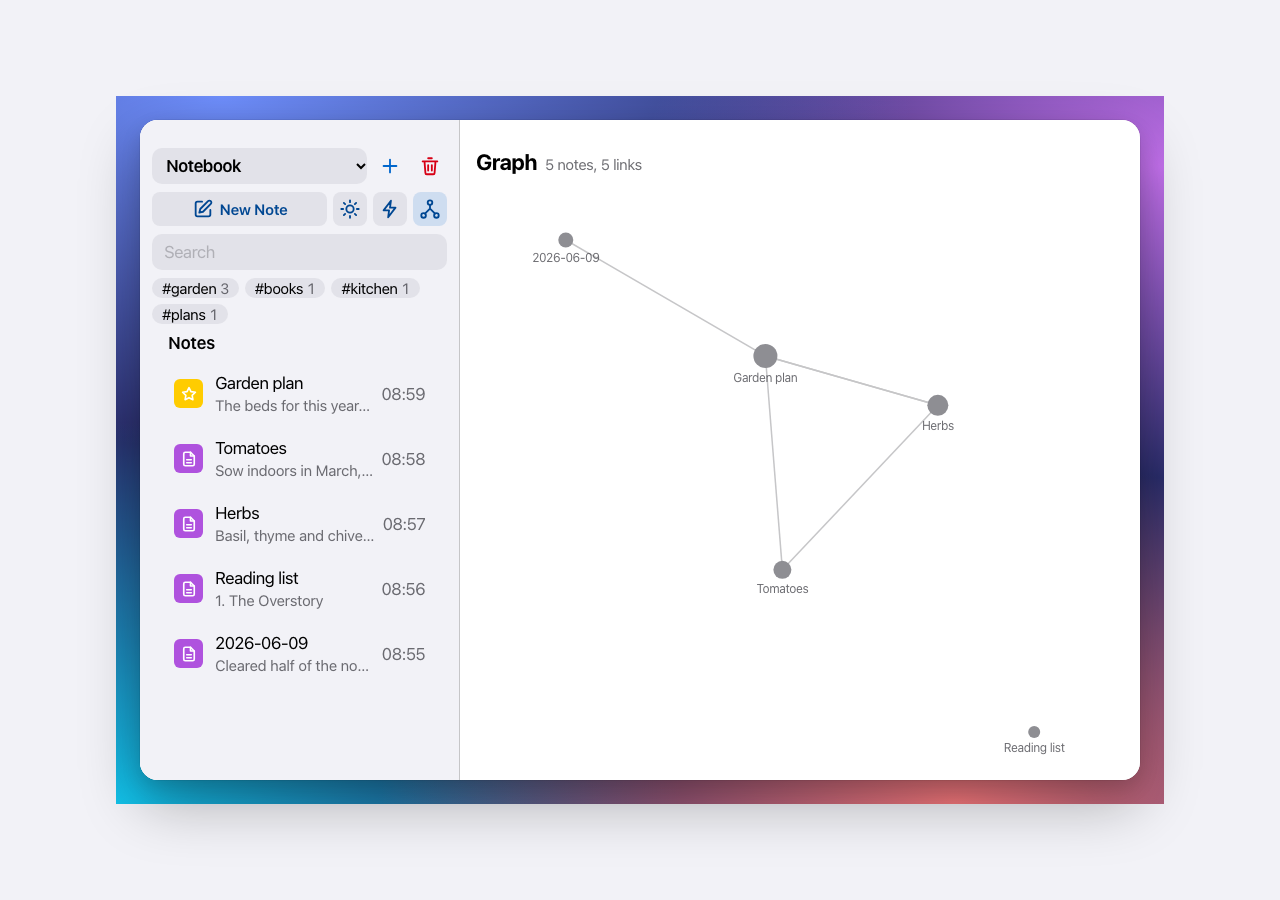 Notebook
New Note
Search
#garden 3 #books 1 #kitchen 1
#plans 1
Notes
Garden plan
The beds for this year...
08:59
Tomatoes
Sow indoors in March,...
08:58
Herbs
Basil, thyme and chive...
08:57
Reading list
1. The Overstory
08:56
2026-06-09
Cleared half of the no...
08:55
Graph 5 notes, 5 links
2026-06-09
Garden plan
Herbs
Tomatoes
Reading list